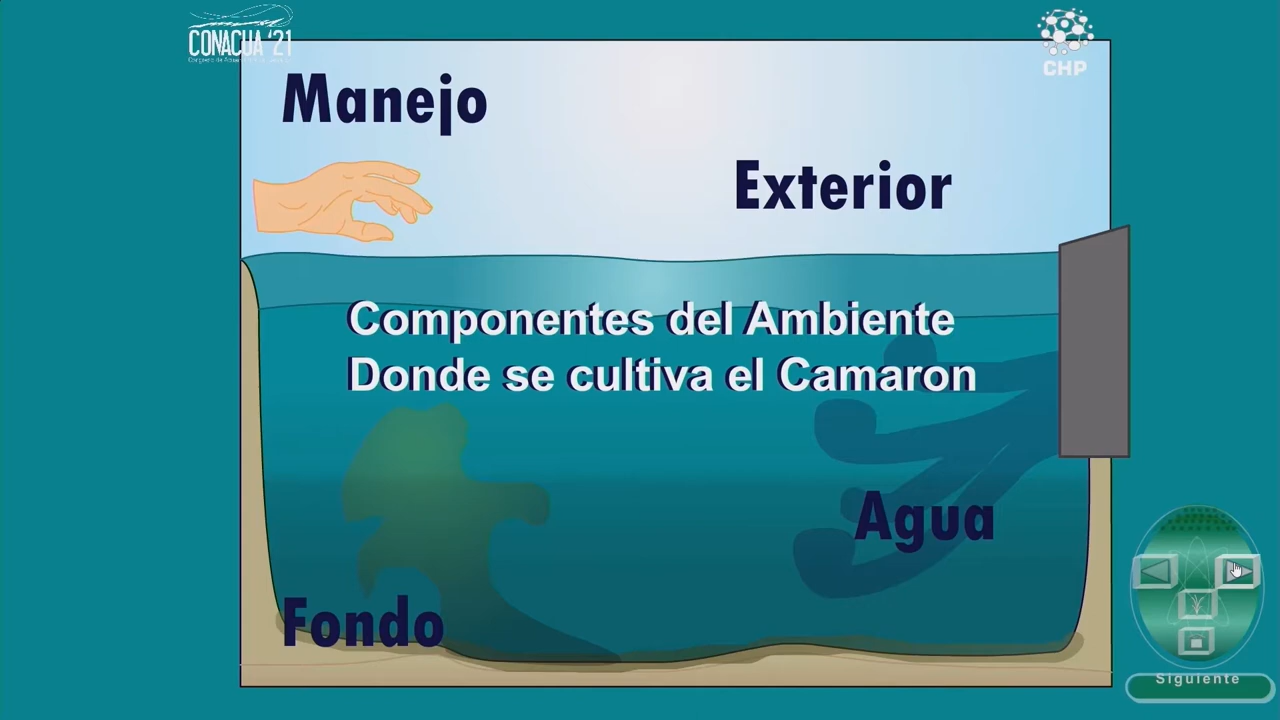 CONACUA '21
CHP
Manejo
Exterior
Componentes del Ambiente
Donde se cultiva el Camaron
Agua
Fondo
Siguiente